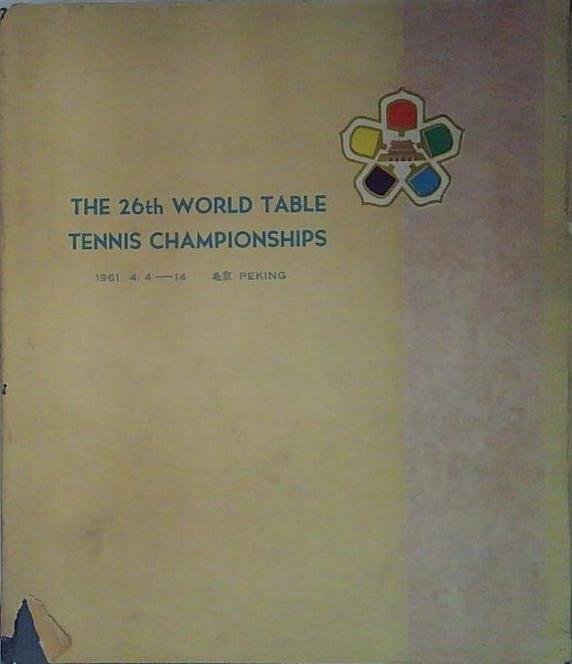 THE 26th WORLD TABLE
TENNIS CHAMPIONSHIPS
1961. 4. 4—14 北京 PEKING